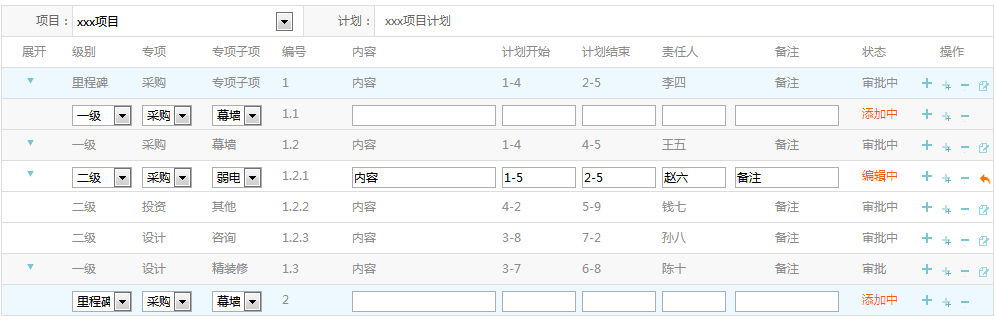 项目： xxx项目 计划： xxx项目计划
展开 级别 专项 专项子项 编号 内容 计划开始 计划结束 责任人 备注 状态 操作
里程碑 采购 专项子项 1 内容 1-4 2-5 李四 备注 审批中
一级 采购 幕墙 1.1 添加中
一级 采购 幕墙 1.2 内容 1-4 4-5 王五 备注 审批中
二级 采购 弱电 1.2.1 内容 1-5 2-5 赵六 备注 编辑中
二级 投资 其他 1.2.2 内容 4-2 5-9 钱七 备注 审批中
二级 设计 咨询 1.2.3 内容 3-8 7-2 孙八 备注 审批中
一级 设计 精装修 1.3 内容 3-7 6-8 陈十 备注 审批
里程碑 采购 幕墙 2 添加中